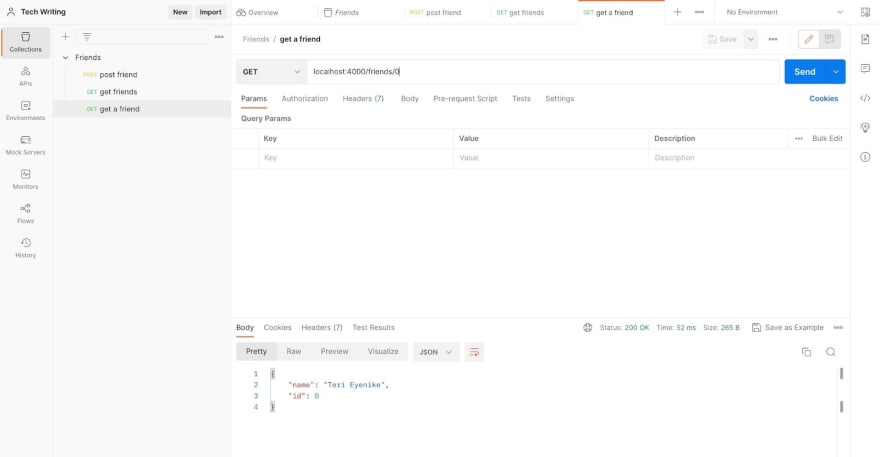 Tech Writing
New Import
Overview
Friends
POST post friend
GET get friends
GET get a friend
No Environment
Collections
APIs
Environments
Mock Servers
Monitors
Flows
History
Friends
POST post friend
GET get friends
GET get a friend
Friends / get a friend
Save
GET
localhost:4000/friends/0
Send
Params Authorization Headers (7) Body Pre-request Script Tests Settings
Cookies
Query Params
Key Value Description
Bulk Edit
Key Value Description
Body Cookies Headers (7) Test Results
Status: 200 OK Time: 52 ms Size: 265 B
Save as Example
Pretty Raw Preview Visualize
JSON
1 {
2 "name": "Teri Eyenike",
3 "id": 0
4 }